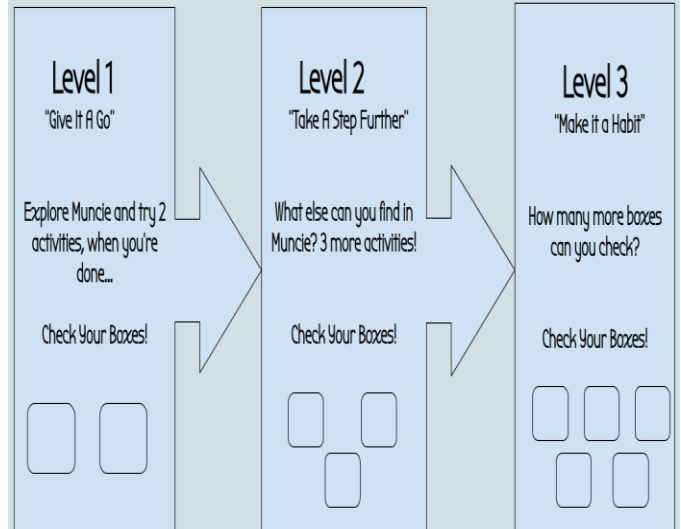 Level 1
"Give It A Go"
Explore Muncie and try 2
activities, when you're
done...
Check Your Boxes!
Level 2
"Take A Step Further"
What else can you find in
Muncie? 3 more activities!
Check Your Boxes!
Level 3
"Make it a Habit"
How many more boxes
can you check?
Check Your Boxes!